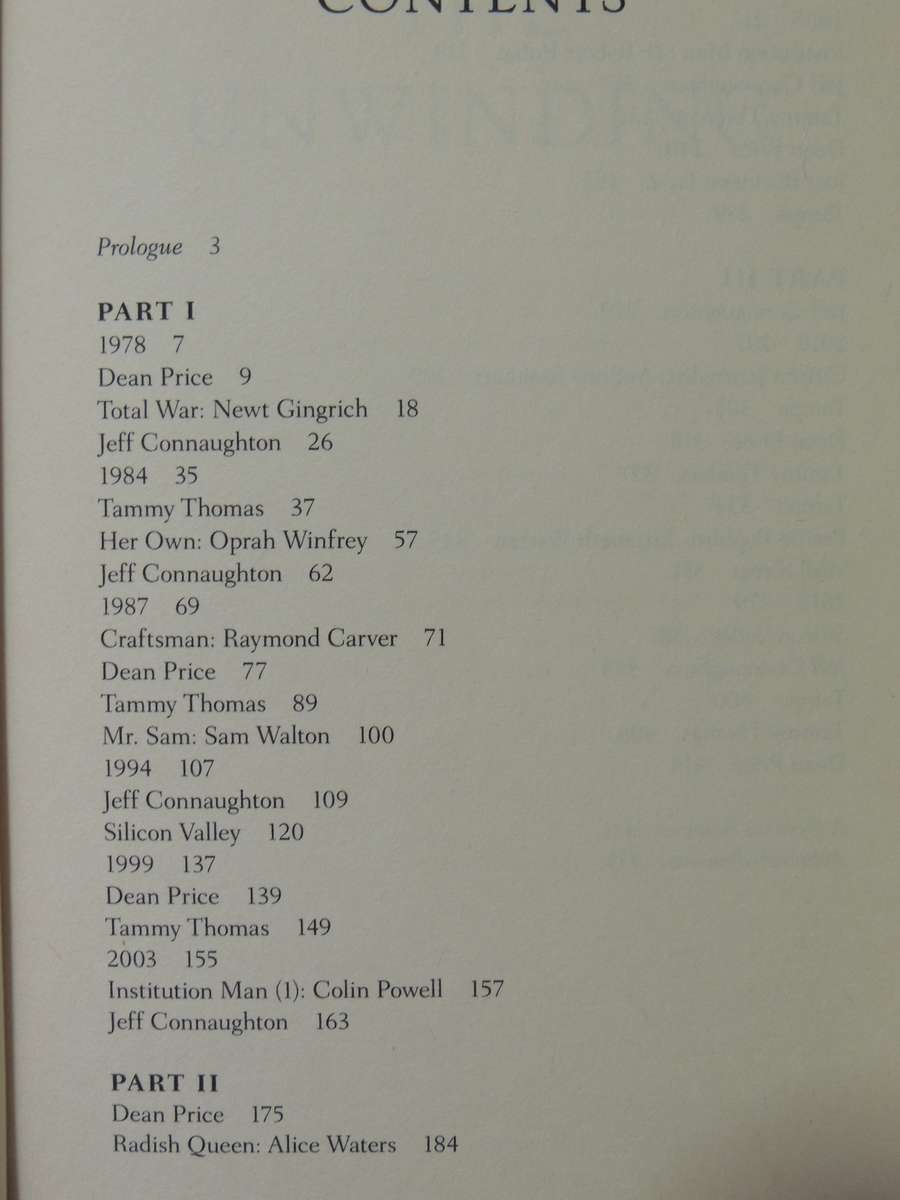 CONTENTS
Prologue 3
PART I
1978 7
Dean Price 9
Total War: Newt Gingrich 18
Jeff Connaughton 26
1984 35
Tammy Thomas 37
Her Own: Oprah Winfrey 57
Jeff Connaughton 62
1987 69
Craftsman: Raymond Carver 71
Dean Price 77
Tammy Thomas 89
Mr. Sam: Sam Walton 100
1994 107
Jeff Connaughton 109
Silicon Valley 120
1999 137
Dean Price 139
Tammy Thomas 149
2003 155
Institution Man (1): Colin Powell 157
Jeff Connaughton 163
PART II
Dean Price 175
Radish Queen: Alice Waters 184